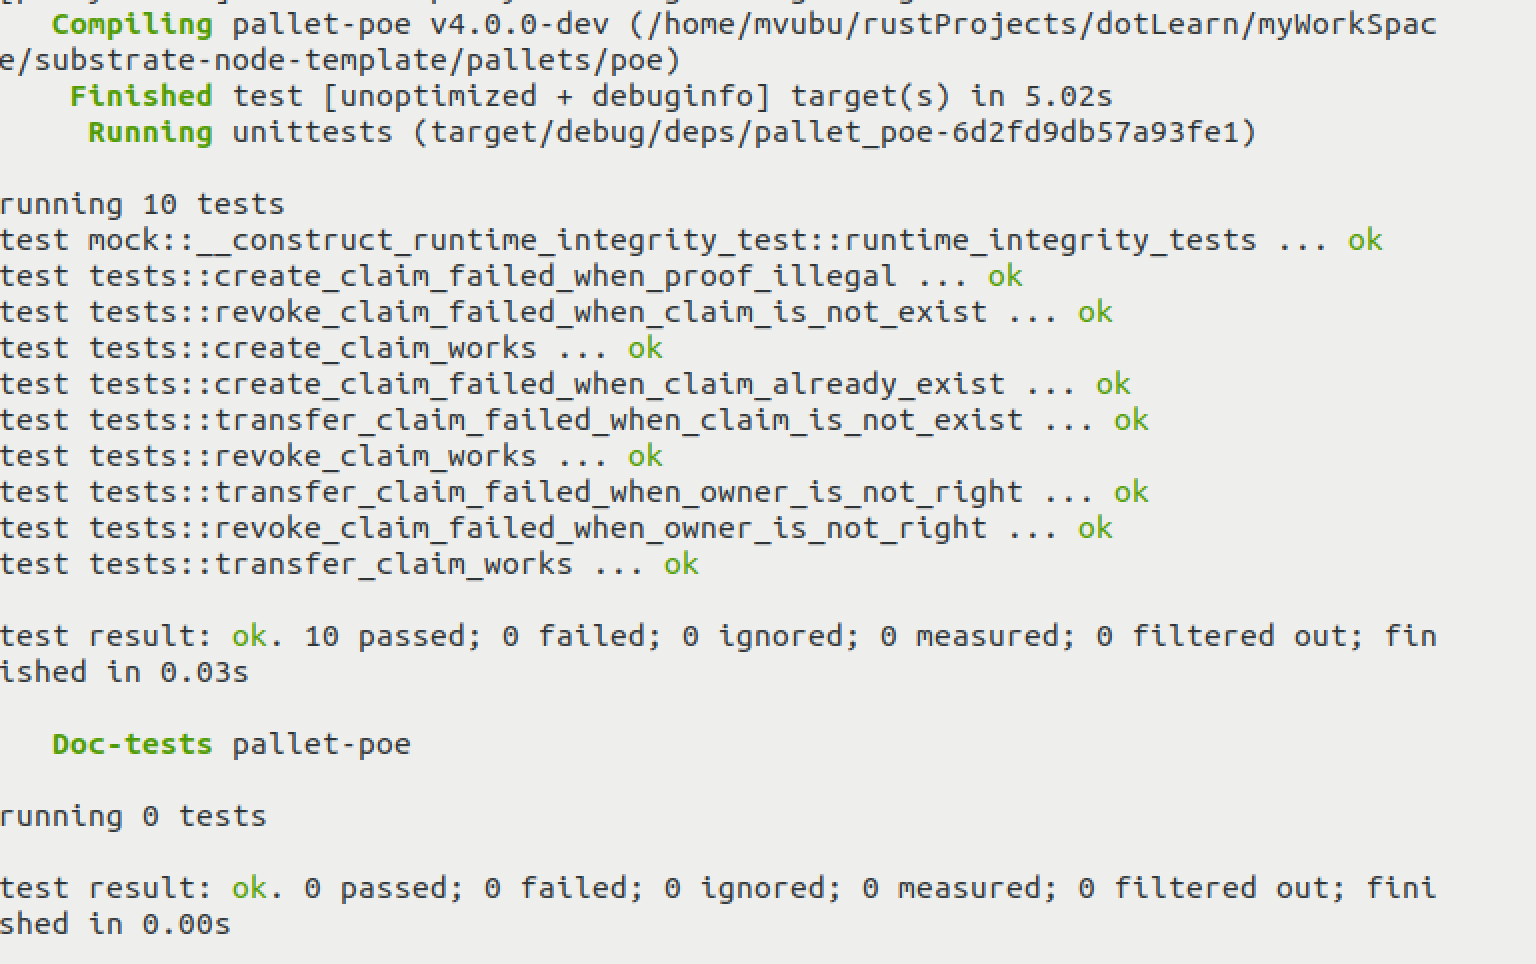 Compiling pallet-poe v4.0.0-dev (/home/mvubu/rustProjects/dotLearn/myWorkSpac
e/substrate-node-template/pallets/poe)
    Finished test [unoptimized + debuginfo] target(s) in 5.02s
     Running unittests (target/debug/deps/pallet_poe-6d2fd9db57a93fe1)

running 10 tests
test mock::__construct_runtime_integrity_test::runtime_integrity_tests ... ok
test tests::create_claim_failed_when_proof_illegal ... ok
test tests::revoke_claim_failed_when_claim_is_not_exist ... ok
test tests::create_claim_works ... ok
test tests::create_claim_failed_when_claim_already_exist ... ok
test tests::transfer_claim_failed_when_claim_is_not_exist ... ok
test tests::revoke_claim_works ... ok
test tests::transfer_claim_failed_when_owner_is_not_right ... ok
test tests::revoke_claim_failed_when_owner_is_not_right ... ok
test tests::transfer_claim_works ... ok

test result: ok. 10 passed; 0 failed; 0 ignored; 0 measured; 0 filtered out; fin
ished in 0.03s

   Doc-tests pallet-poe

running 0 tests

test result: ok. 0 passed; 0 failed; 0 ignored; 0 measured; 0 filtered out; fini
shed in 0.00s